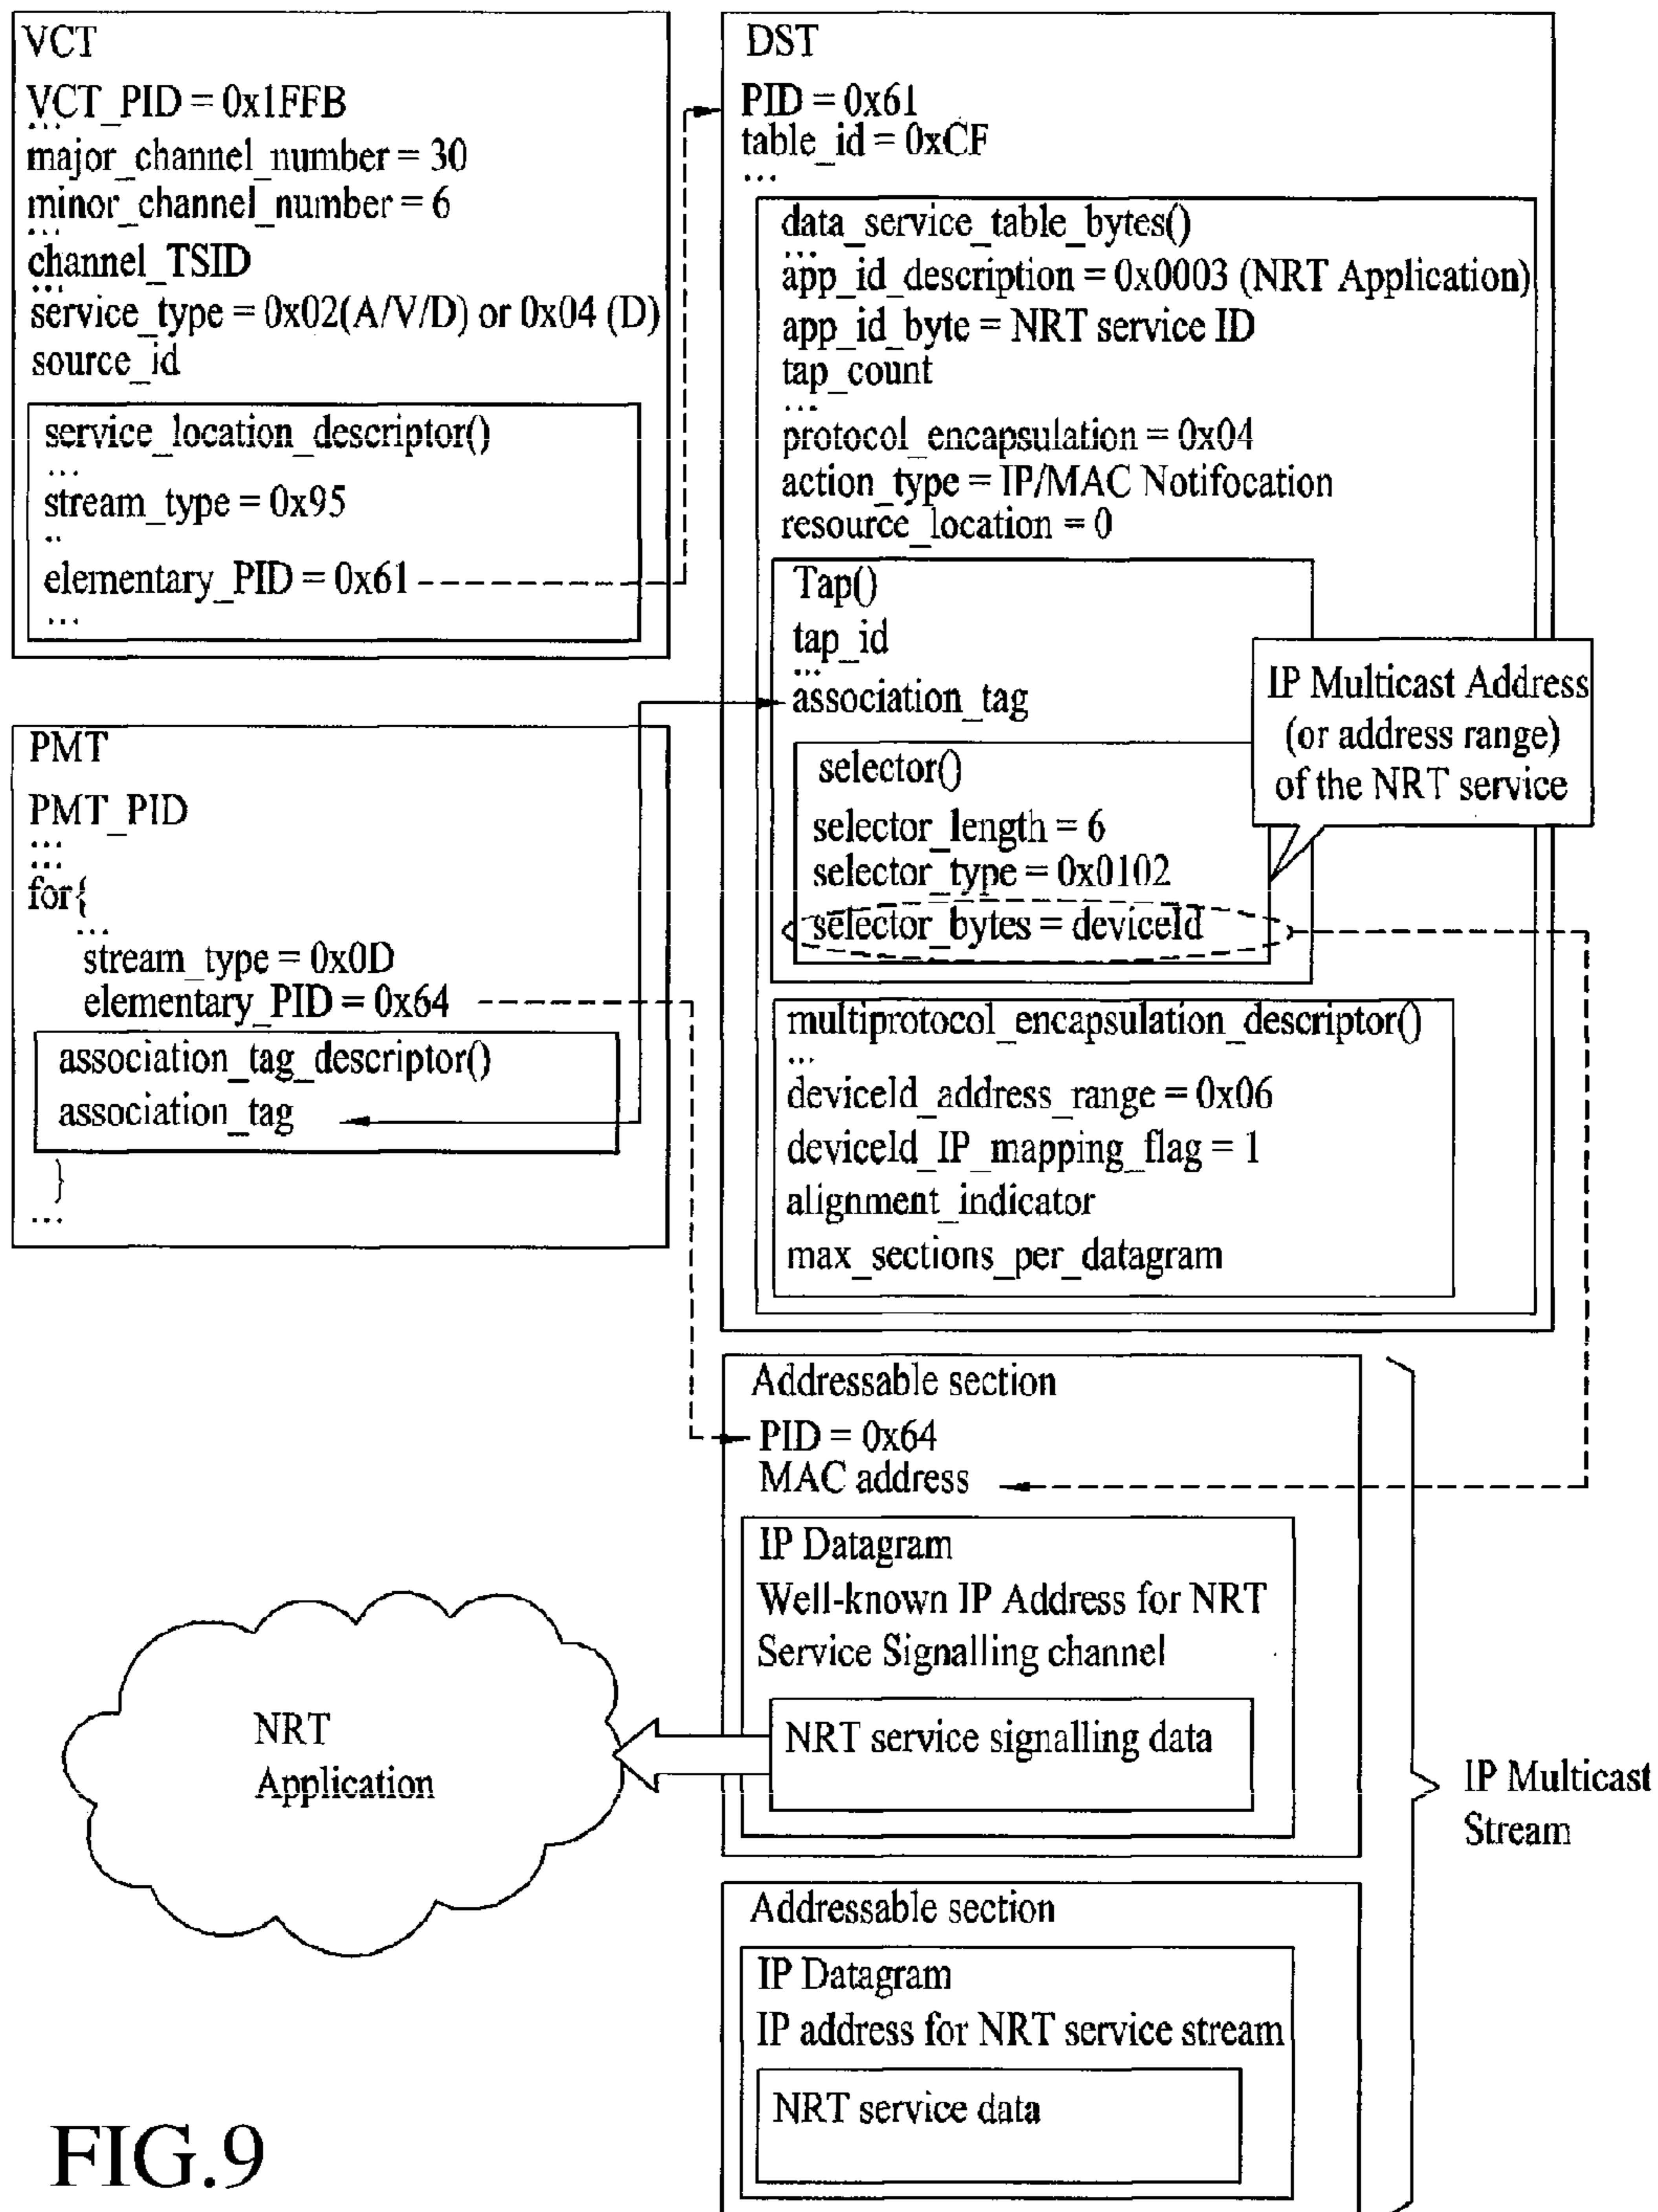 VCT
VCT_PID = 0x1FFB
...
major_channel_number = 30
minor_channel_number = 6
...
channel_TSID
...
service_type = 0x02(A/V/D) or 0x04 (D)
source_id
service_location_descriptor()
...
stream_type = 0x95
..
elementary_PID = 0x61
...
PMT
PMT_PID
...
...
for{
...
stream_type = 0x0D
elementary_PID = 0x64
association_tag_descriptor()
association_tag
}
...
DST
PID = 0x61
table_id = 0xCF
...
data_service_table_bytes()
...
app_id_description = 0x0003 (NRT Application)
app_id_byte = NRT service ID
tap_count
...
protocol_encapsulation = 0x04
action_type = IP/MAC Notifocation
resource_location = 0
Tap()
tap_id
...
association_tag
selector()
selector_length = 6
selector_type = 0x0102
selector_bytes = deviceId
IP Multicast Address
(or address range)
of the NRT service
multiprotocol_encapsulation_descriptor()
...
deviceId_address_range = 0x06
deviceId_IP_mapping_flag = 1
alignment_indicator
max_sections_per_datagram
Addressable section
PID = 0x64
MAC address
IP Datagram
Well-known IP Address for NRT
Service Signalling channel
NRT service signalling data
NRT
Application
IP Multicast
Stream
Addressable section
IP Datagram
IP address for NRT service stream
NRT service data
FIG.9